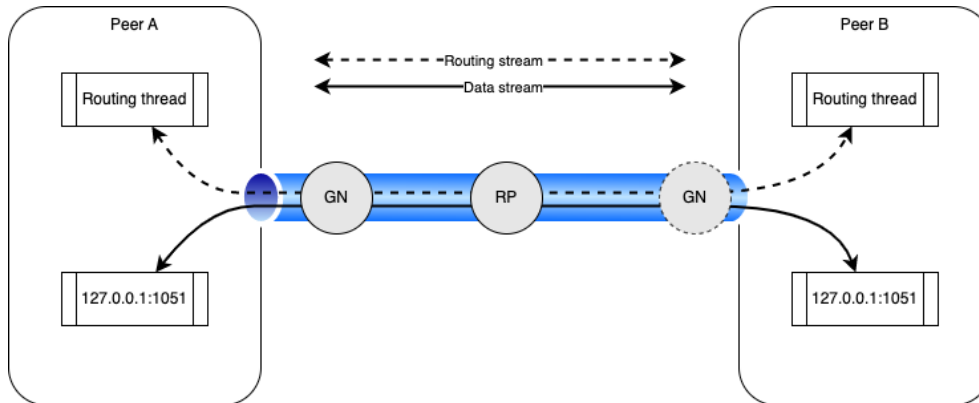 Peer A
Peer B
Routing stream
Data stream
Routing thread
Routing thread
GN
RP
GN
127.0.0.1:1051
127.0.0.1:1051